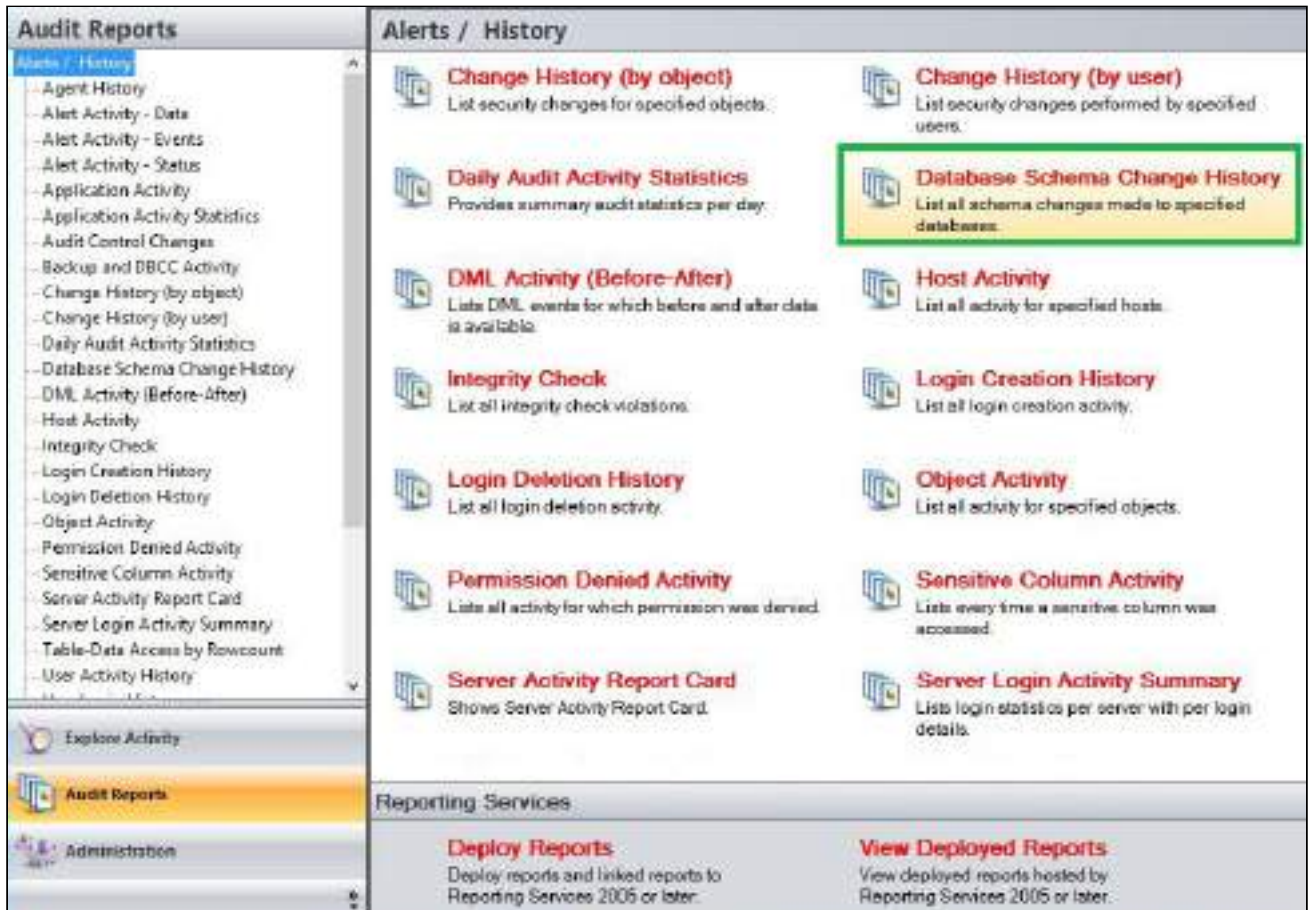 Audit Reports
Alerts / History
Agent History
Alert Activity - Data
Alert Activity - Events
Alert Activity - Status
Application Activity
Application Activity Statistics
Audit Control Changes
Backup and DBCC Activity
Change History (by object)
Change History (by user)
Daily Audit Activity Statistics
Database Schema Change History
DML Activity (Before-After)
Host Activity
Integrity Check
Login Creation History
Login Deletion History
Object Activity
Permission Denied Activity
Sensitive Column Activity
Server Activity Report Card
Server Login Activity Summary
Table-Data Access by Rowcount
User Activity History
Explore Activity
Audit Reports
Administration
Alerts / History
Change History (by object)
List security changes for specified objects.
Change History (by user)
List security changes performed by specified
users.
Daily Audit Activity Statistics
Provides summary audit statistics per day.
Database Schema Change History
List all schema changes made to specified
databases.
DML Activity (Before-After)
Lists DML events for which before and after data
is available.
Host Activity
List all activity for specified hosts.
Integrity Check
List all integrity check violations.
Login Creation History
List all login creation activity.
Login Deletion History
List all login deletion activity.
Object Activity
List all activity for specified objects.
Permission Denied Activity
Lists all activity for which permission was denied.
Sensitive Column Activity
Lists every time a sensitive column was
accessed.
Server Activity Report Card
Shows Server Activity Report Card.
Server Login Activity Summary
Lists login statistics per server with per login
details.
Reporting Services
Deploy Reports
Deploy reports and linked reports to
Reporting Services 2005 or later.
View Deployed Reports
View deployed reports hosted by
Reporting Services 2005 or later.